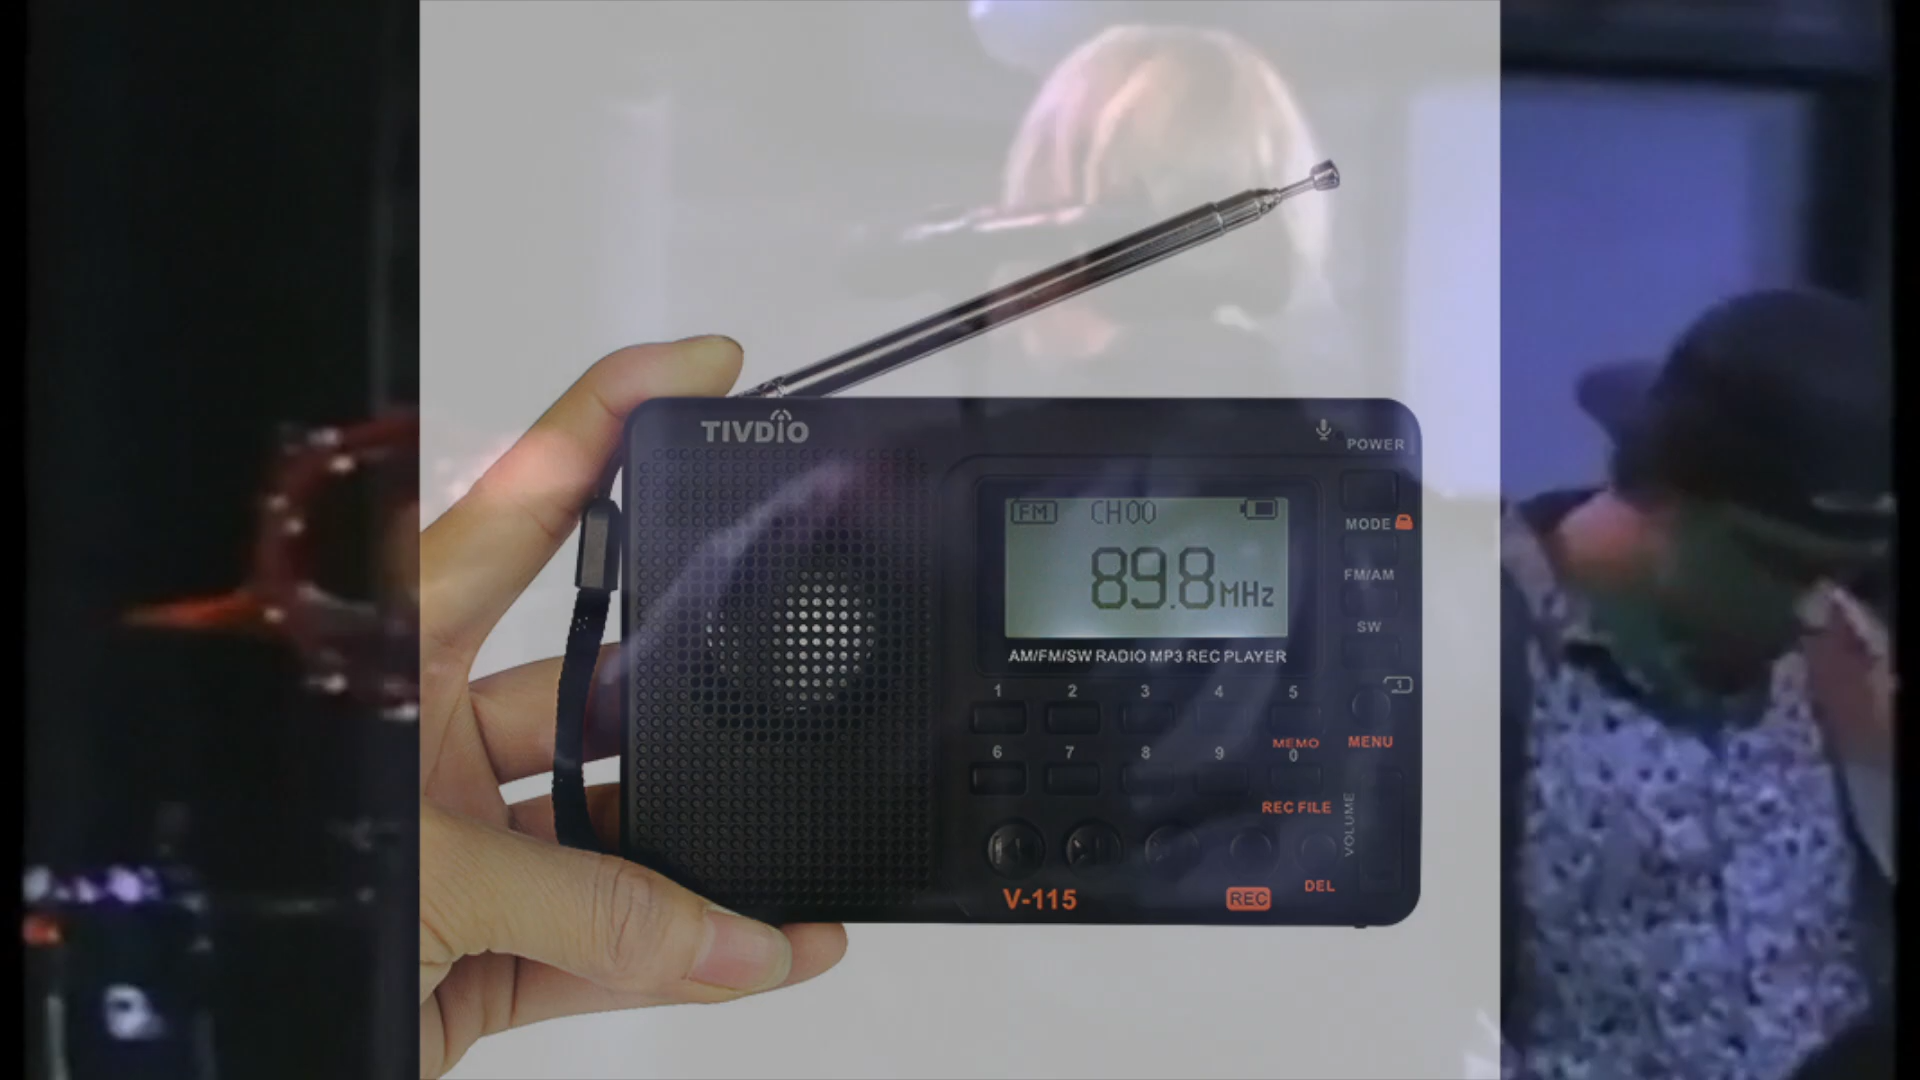 TIVDIO
POWER
FM CH00
MODE
89.8MHz
FM/AM
SW
AM/FM/SW RADIO MP3 REC PLAYER
1 2 3 4 5
1
MEMO
MENU
6 7 8 9 0
REC FILE
VOLUME
DEL
V-115
REC